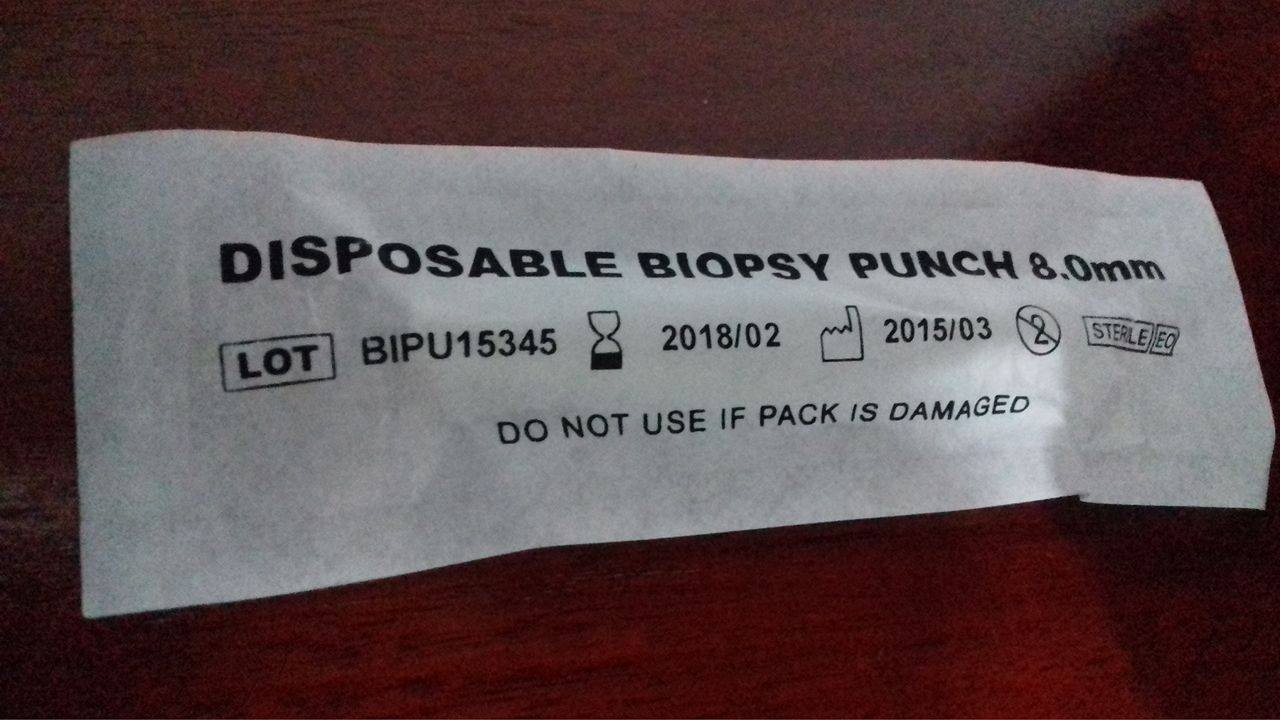 DISPOSABLE BIOPSY PUNCH 8.0mm
LOT BIPU15345 2018/02 2015/03 2 STERILE EO
DO NOT USE IF PACK IS DAMAGED